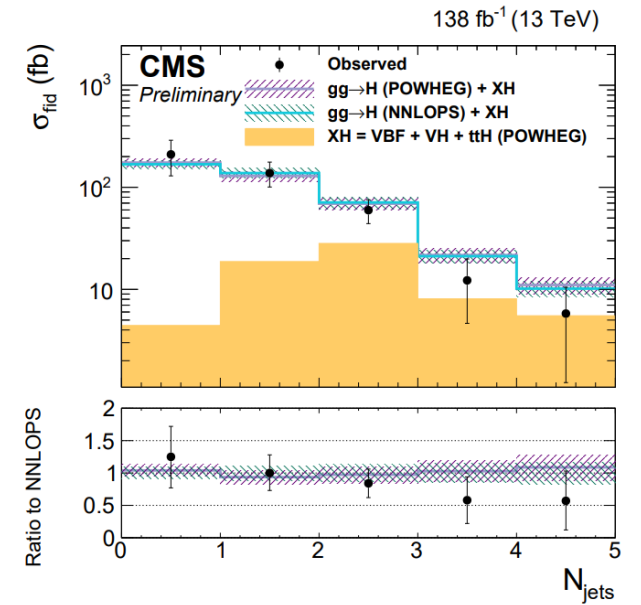 138 fb⁻¹ (13 TeV)
CMS
Preliminary
Observed
gg→H (POWHEG) + XH
gg→H (NNLOPS) + XH
XH = VBF + VH + ttH (POWHEG)
σ_fid (fb)
10³
10²
10
Ratio to NNLOPS
2
1.5
1
0.5
0
0 1 2 3 4 5
N_jets